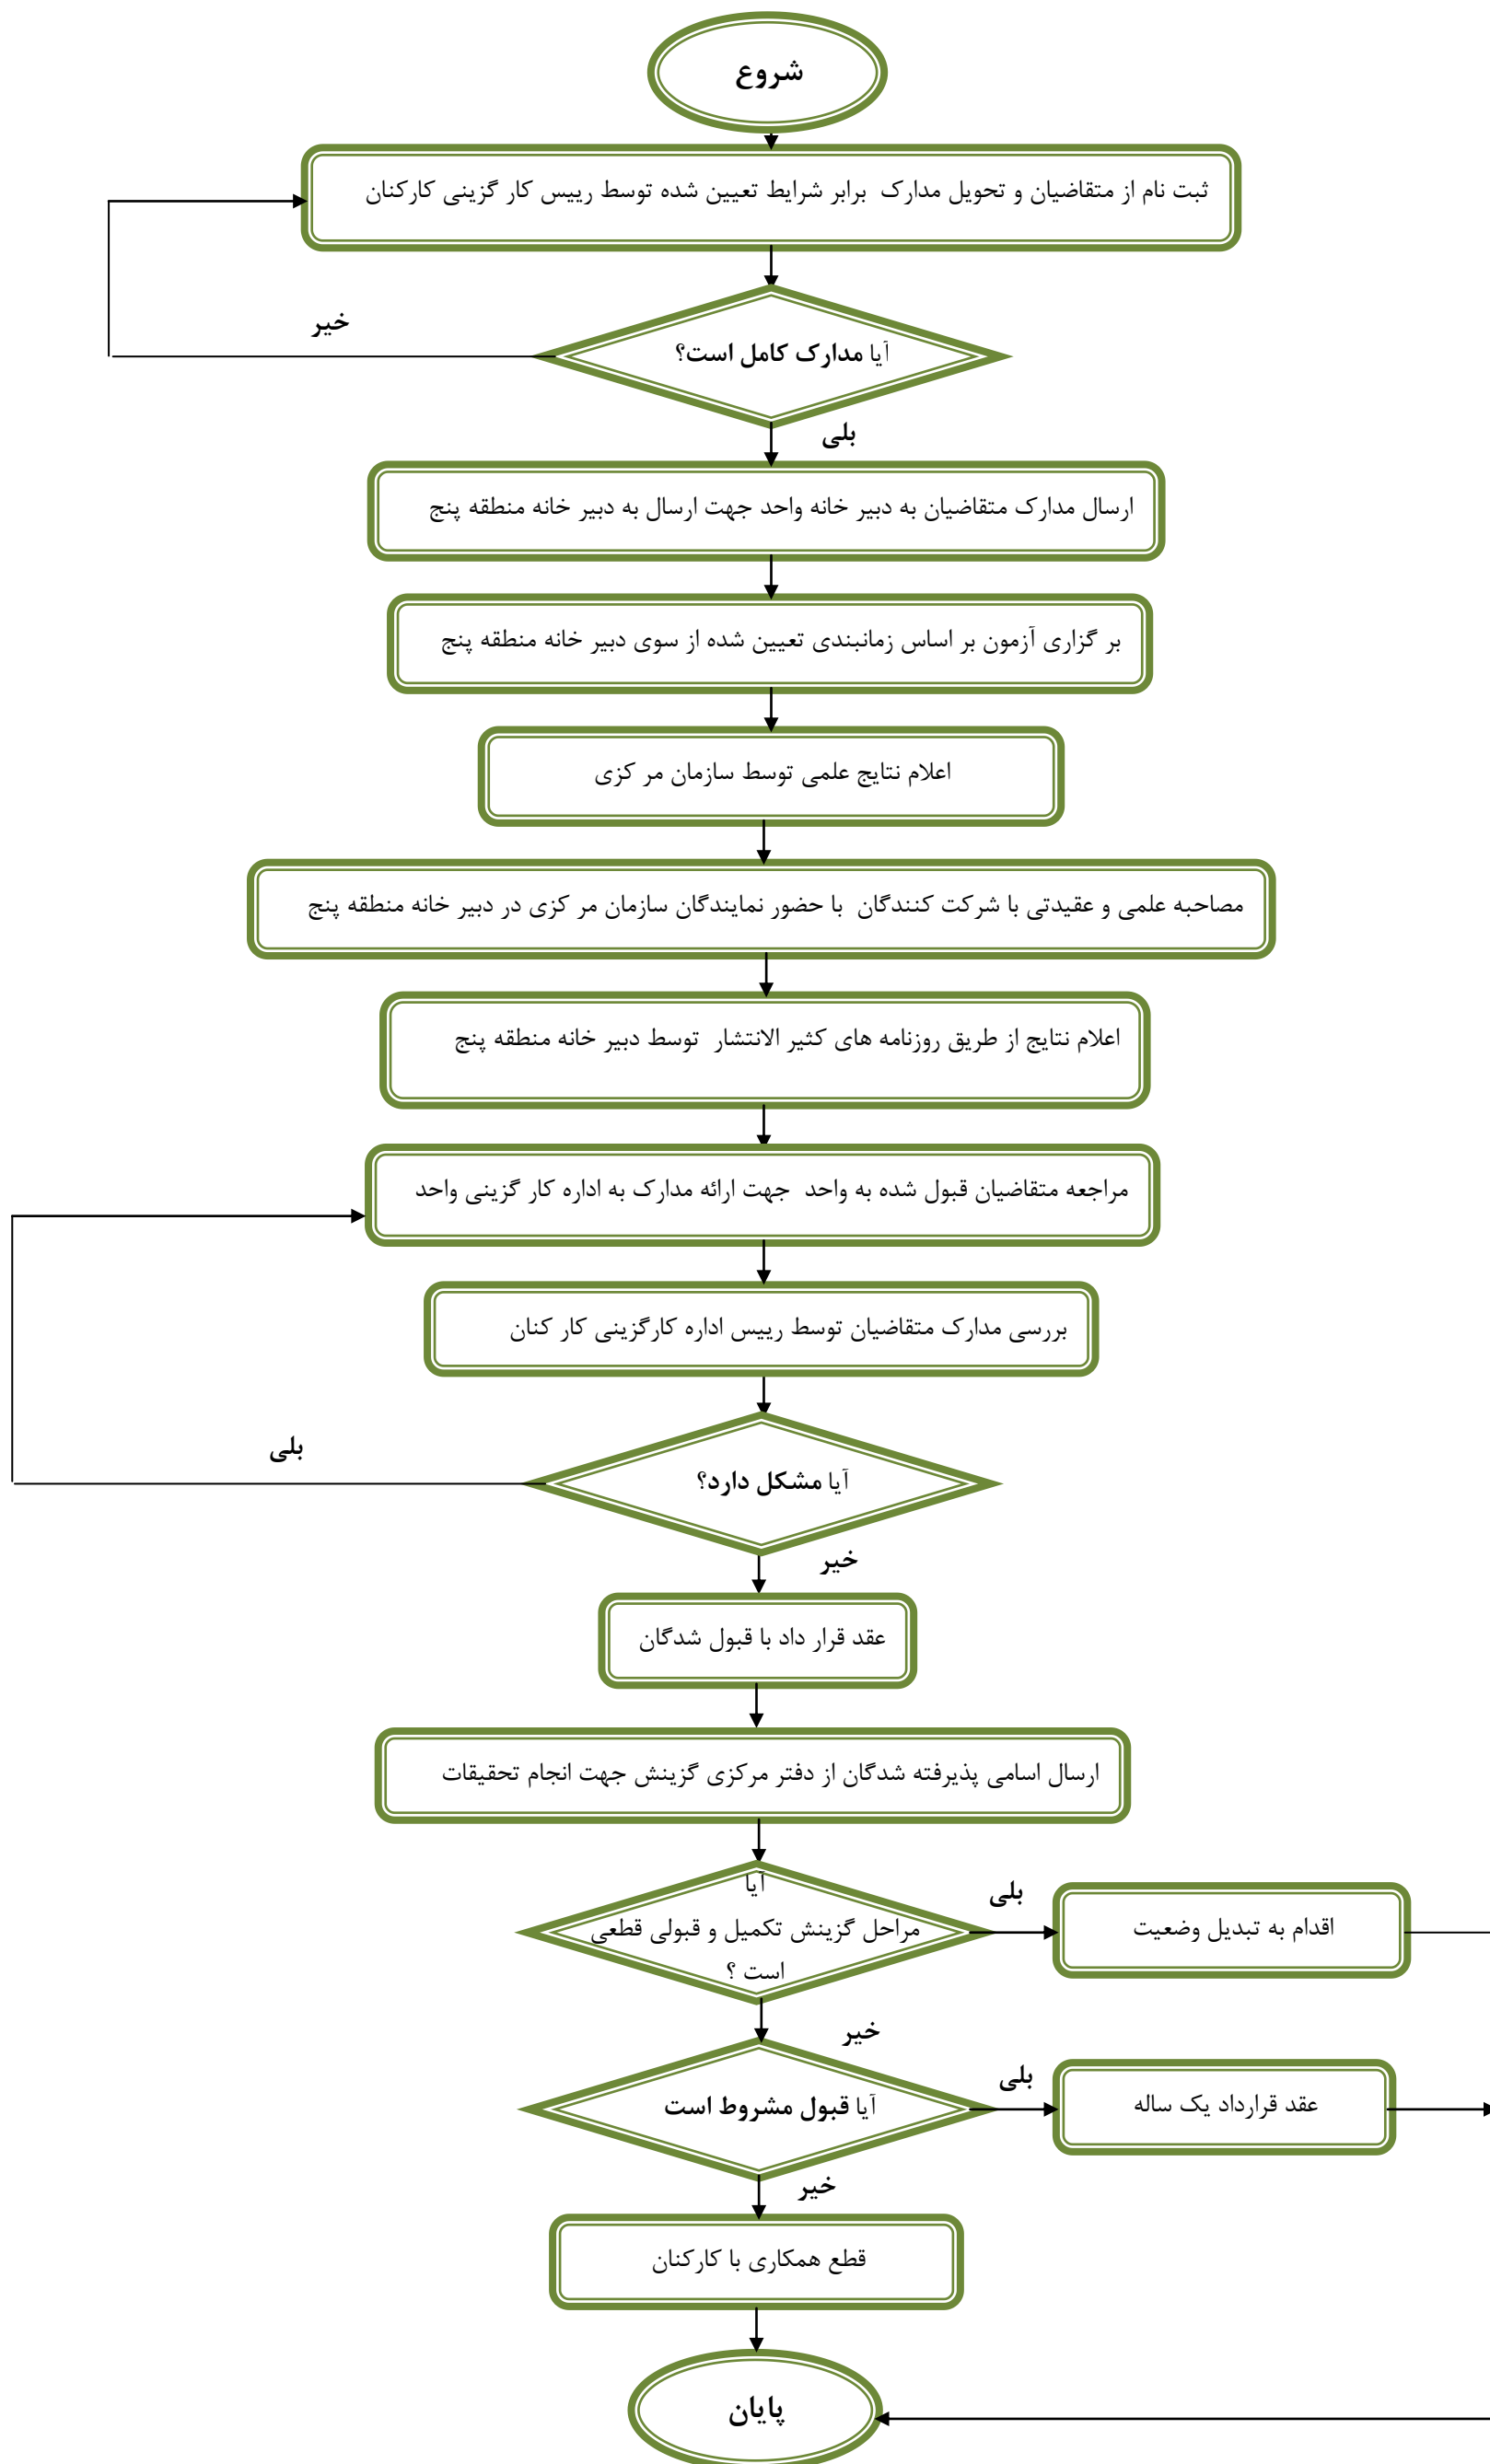 شروع
ثبت نام از متقاضیان و تحویل مدارک برابر شرایط تعیین شده توسط رییس کار گزینی کارکنان
خیر
آیا مدارک کامل است؟
بلی
ارسال مدارک متقاضیان به دبیر خانه واحد جهت ارسال به دبیر خانه منطقه پنج
بر گزاری آزمون بر اساس زمانبندی تعیین شده از سوی دبیر خانه منطقه پنج
اعلام نتایج علمی توسط سازمان مر کزی
مصاحبه علمی و عقیدتی با شرکت کنندگان با حضور نمایندگان سازمان مر کزی در دبیر خانه منطقه پنج
اعلام نتایج از طریق روزنامه های کثیر الانتشار توسط دبیر خانه منطقه پنج
مراجعه متقاضیان قبول شده به واحد جهت ارائه مدارک به اداره کار گزینی واحد
بررسی مدارک متقاضیان توسط رییس اداره کارگزینی کار کنان
بلی
آیا مشکل دارد؟
خیر
عقد قرار داد با قبول شدگان
ارسال اسامی پذیرفته شدگان از دفتر مرکزی گزینش جهت انجام تحقیقات
آیا
مراحل گزینش تکمیل و قبولی قطعی
است ؟
بلی
اقدام به تبدیل وضعیت
خیر
آیا قبول مشروط است
بلی
عقد قرارداد یک ساله
خیر
قطع همکاری با کارکنان
پایان